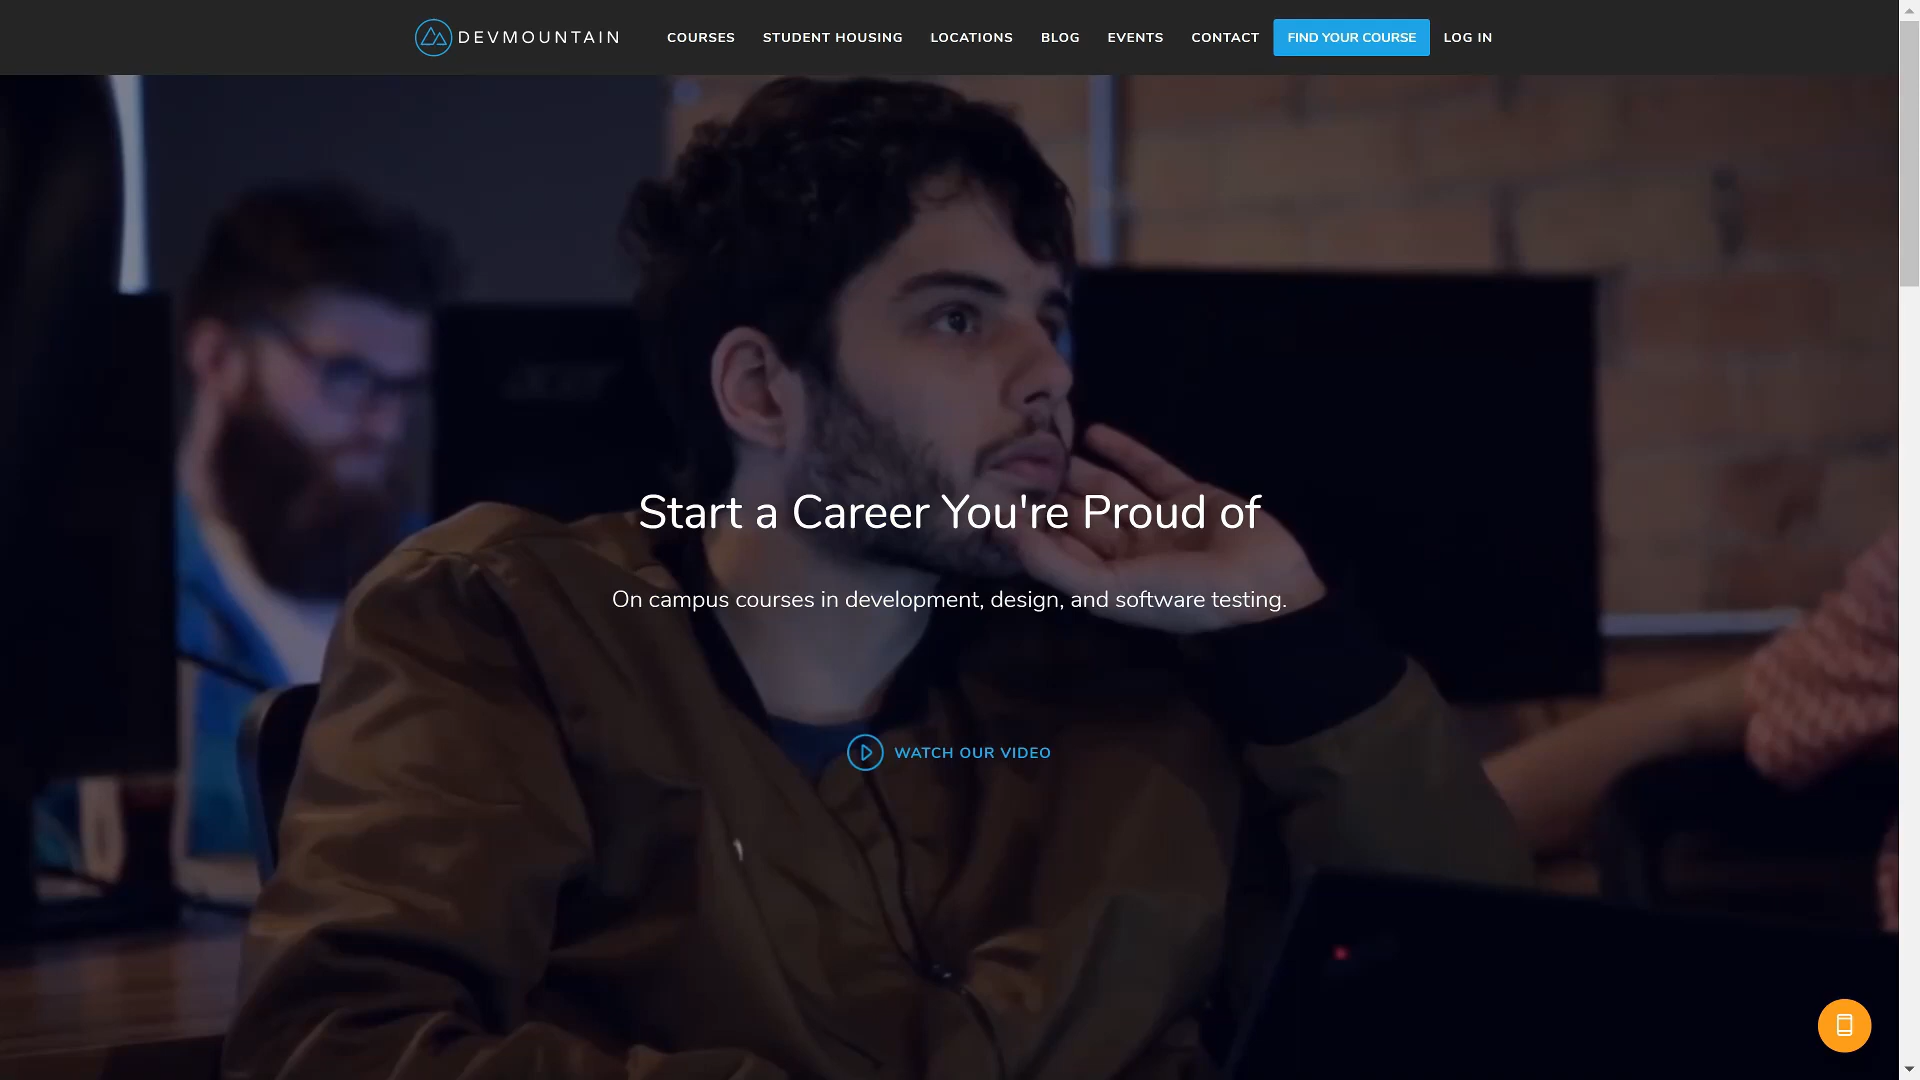 DEVMOUNTAIN COURSES STUDENT HOUSING LOCATIONS BLOG EVENTS CONTACT FIND YOUR COURSE LOG IN
Start a Career You're Proud of
On campus courses in development, design, and software testing.
WATCH OUR VIDEO